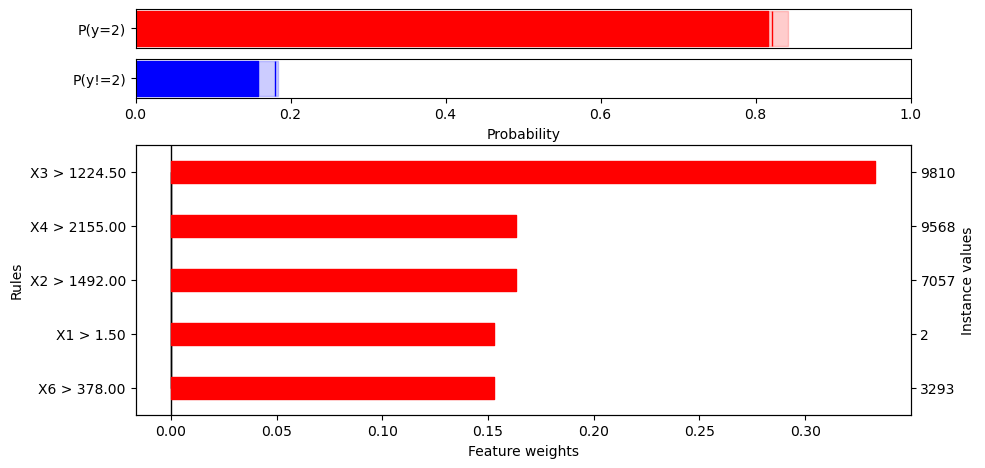 P(y=2)
P(y!=2)
0.0 0.2 0.4 0.6 0.8 1.0
Probability
X3 > 1224.50 9810
X4 > 2155.00 9568
X2 > 1492.00 7057
X1 > 1.50 2
X6 > 378.00 3293
Rules
Instance values
0.00 0.05 0.10 0.15 0.20 0.25 0.30
Feature weights